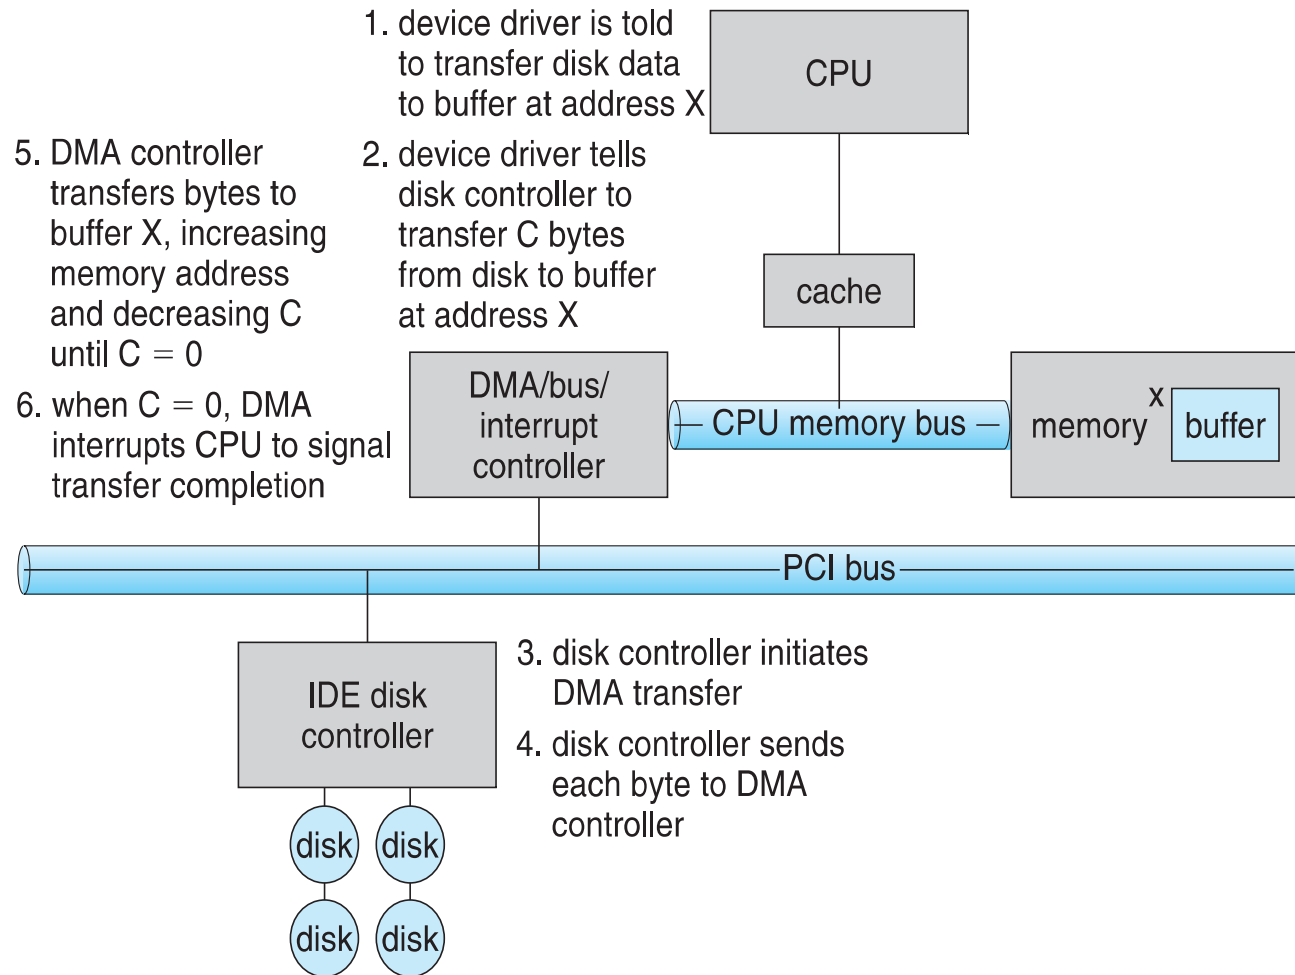 1. device driver is told
to transfer disk data
to buffer at address X
CPU
5. DMA controller
transfers bytes to
buffer X, increasing
memory address
and decreasing C
until C = 0
2. device driver tells
disk controller to
transfer C bytes
from disk to buffer
at address X
cache
6. when C = 0, DMA
interrupts CPU to signal
transfer completion
DMA/bus/
interrupt
controller
CPU memory bus
memory
x
buffer
PCI bus
IDE disk
controller
3. disk controller initiates
DMA transfer
4. disk controller sends
each byte to DMA
controller
disk
disk
disk
disk